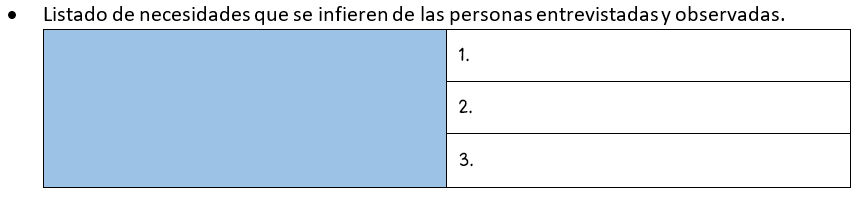 • Listado de necesidades que se infieren de las personas entrevistadas y observadas.
1.
2.
3.